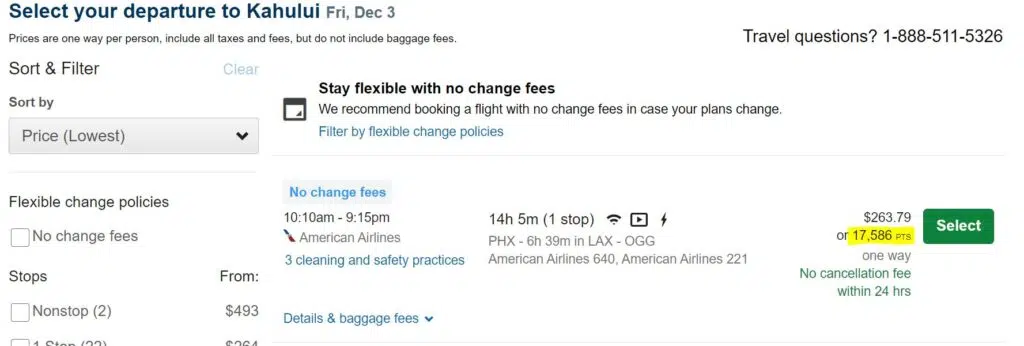 Select your departure to Kahului Fri, Dec 3
Prices are one way per person, include all taxes and fees, but do not include baggage fees.
Travel questions? 1-888-511-5326
Sort & Filter
Clear
Sort by
Price (Lowest)
Stay flexible with no change fees
We recommend booking a flight with no change fees in case your plans change.
Filter by flexible change policies
Flexible change policies
No change fees
Stops
From:
Nonstop (2)
$493
1 Stop (22)
$264
No change fees
10:10am - 9:15pm
American Airlines
3 cleaning and safety practices
14h 5m (1 stop)
PHX - 6h 39m in LAX - OGG
American Airlines 640, American Airlines 221
$263.79
or 17,586 PTS
one way
No cancellation fee
within 24 hrs
Select
Details & baggage fees